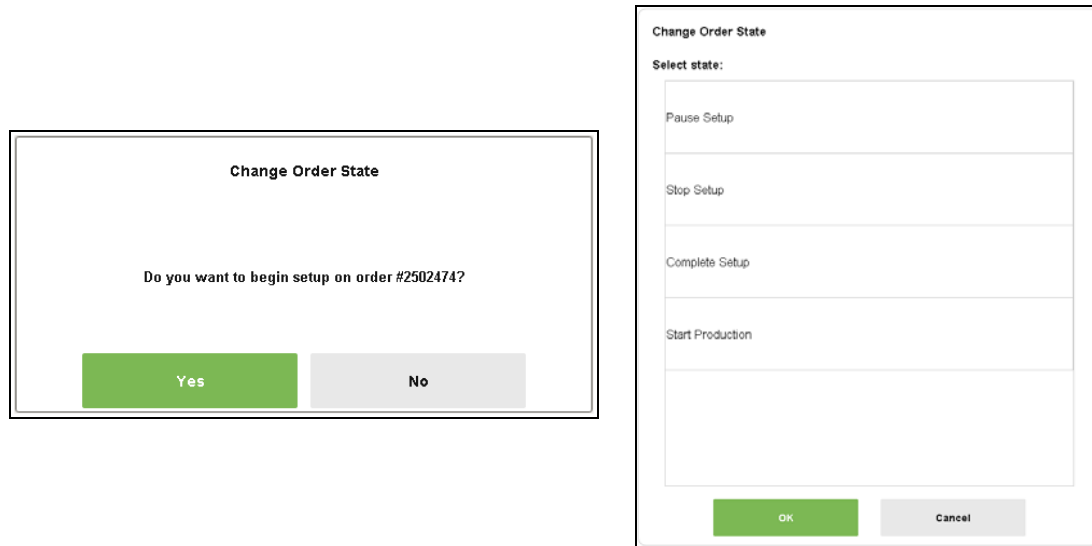 Change Order State
Do you want to begin setup on order #2502474?
Yes
No
Change Order State
Select state:
Pause Setup
Stop Setup
Complete Setup
Start Production
OK
Cancel